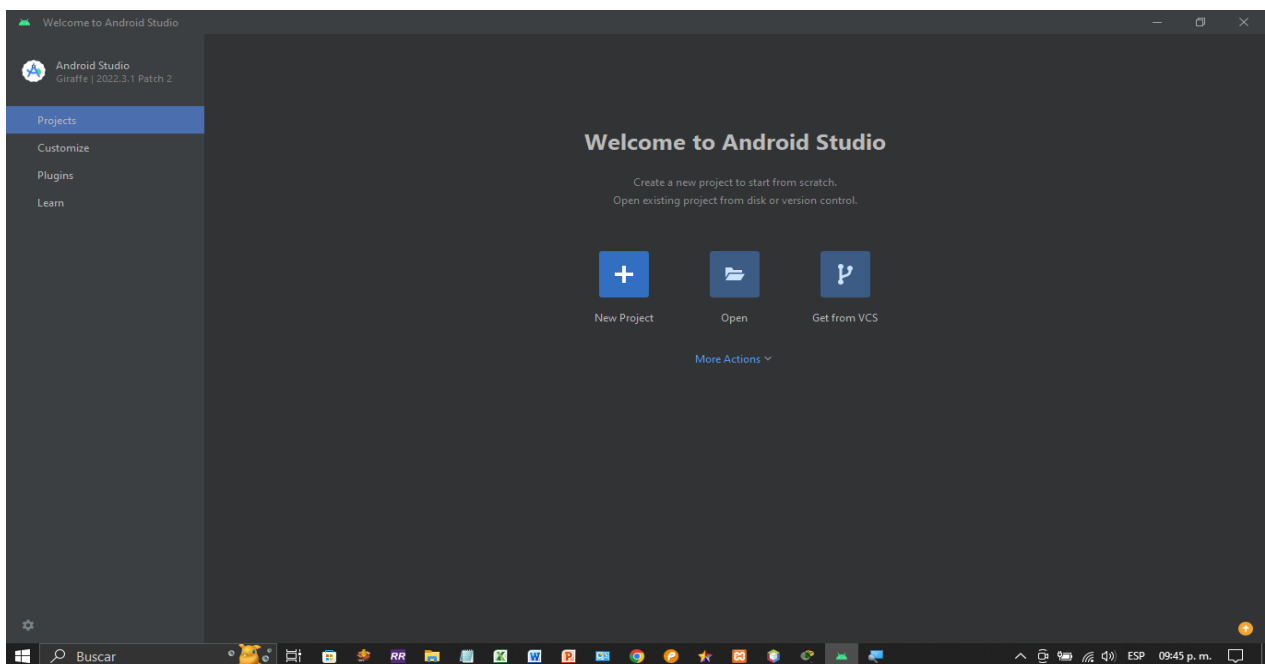 Welcome to Android Studio
Android Studio
Giraffe | 2022.3.1 Patch 2
Projects
Customize
Plugins
Learn
Welcome to Android Studio
Create a new project to start from scratch.
Open existing project from disk or version control.
New Project
Open
Get from VCS
More Actions
Buscar
RR
X
W
P
ESP
09:45 p. m.